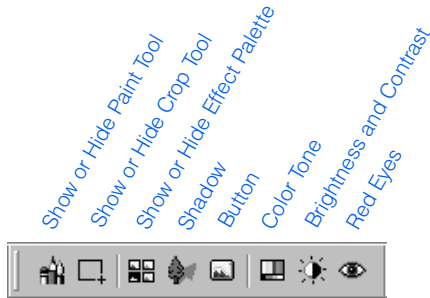 Show or Hide Paint Tool
Show or Hide Crop Tool
Show or Hide Effect Palette
Shadow
Button
Color Tone
Brightness and Contrast
Red Eyes